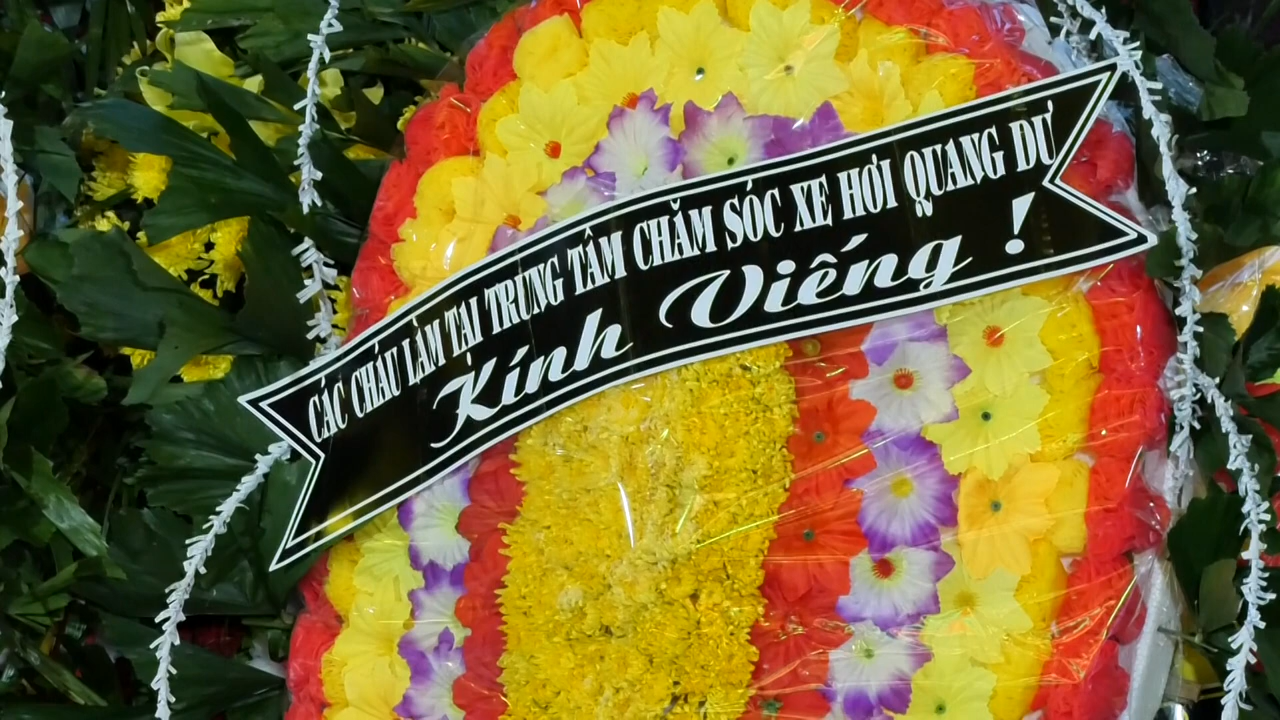 CÁC CHÁU LÀM TẠI TRUNG TÂM CHĂM SÓC XE HƠI QUANG DƯ
Kính Viếng !